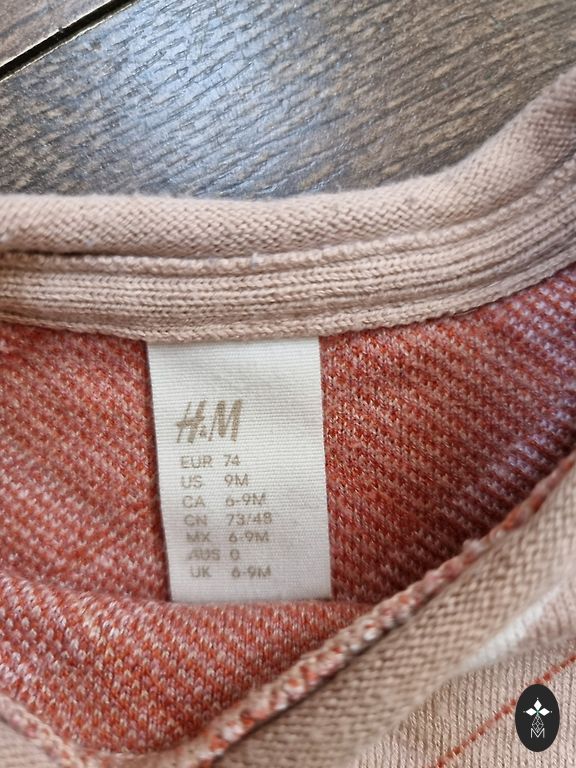 H&M
EUR 74
US 9M
CA 6-9M
CN 73/48
MX 6-9M
AUS 0
UK 6-9M
M